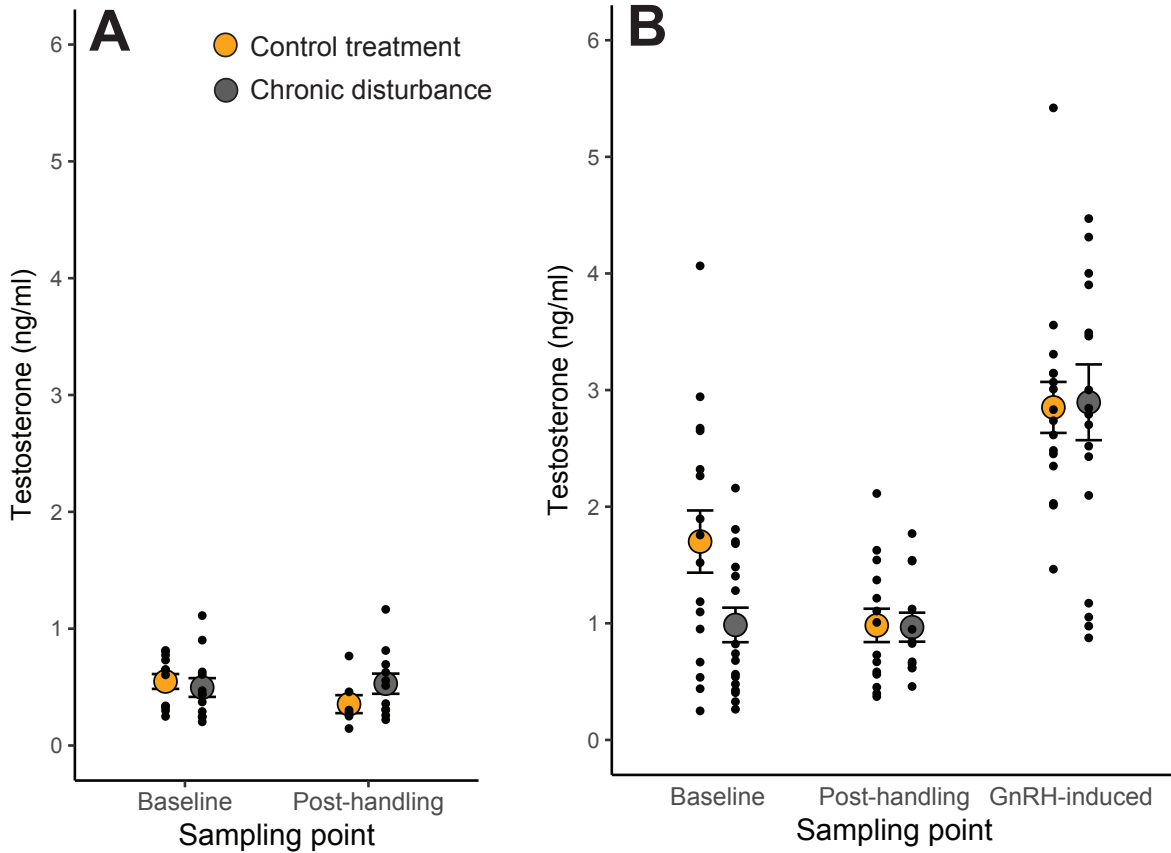 A
Control treatment
Chronic disturbance
6
5
4
3
2
1
0
Testosterone (ng/ml)
Baseline
Post-handling
Sampling point
B
6
5
4
3
2
1
0
Testosterone (ng/ml)
Baseline
Post-handling
GnRH-induced
Sampling point